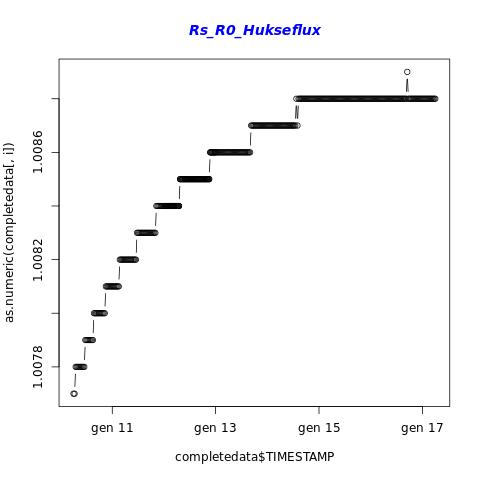 Rs_R0_Hukseflux
as.numeric(completedata[, i])
1.0086
1.0082
1.0078
gen 11 gen 13 gen 15 gen 17
completedata$TIMESTAMP